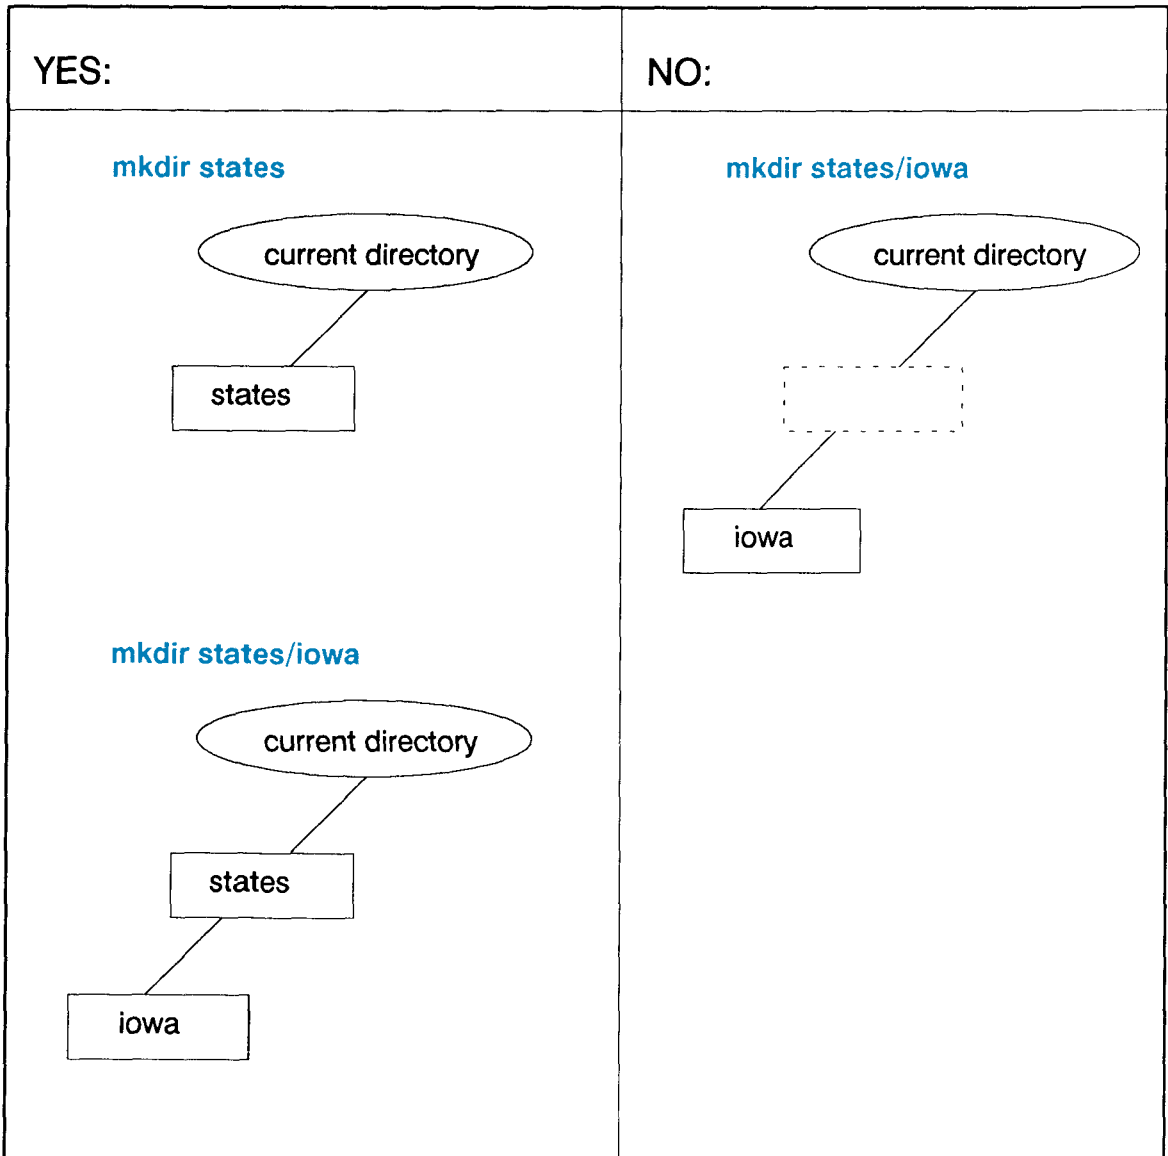 YES:
mkdir states
current directory
states
mkdir states/iowa
current directory
states
iowa
NO:
mkdir states/iowa
current directory
iowa